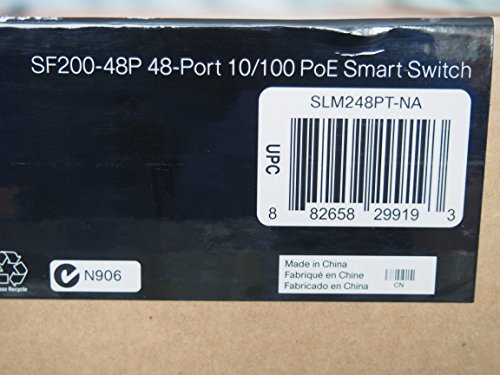 SF200-48P 48-Port 10/100 PoE Smart Switch
SLM248PT-NA
UPC
8 82658 29919 3
Made in China
Fabriqué en Chine
Fabricado en China
CN
N906
Recycle